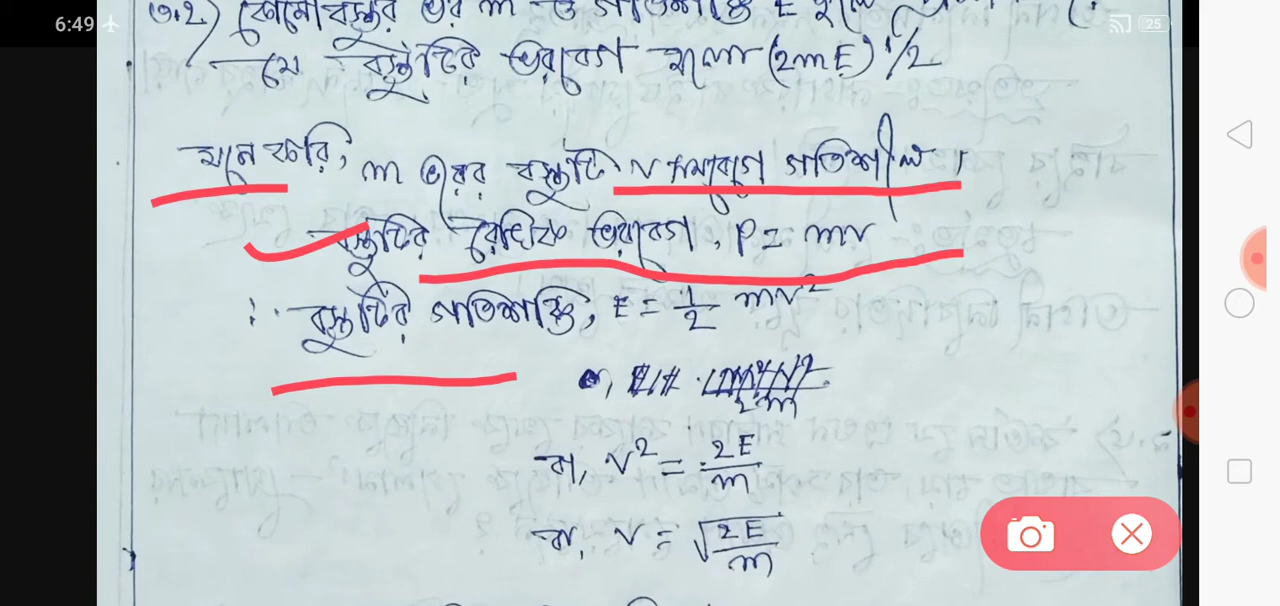 6:49 25
৩.২) কোনো বস্তুর ভর m ও গতিশক্তি E হলে
যে বস্তুটির ভরবেগ হলো (2mE)^1/2
মনে করি, m ভরের বস্তুটি v সমবেগে গতিশীল ।
বস্তুটির রৈখিক ভরবেগ, P = mv
∴ বস্তুটির গতিশক্তি, E = 1/2 mv²
বা, v² = 2E/m
বা, v = √2E/m